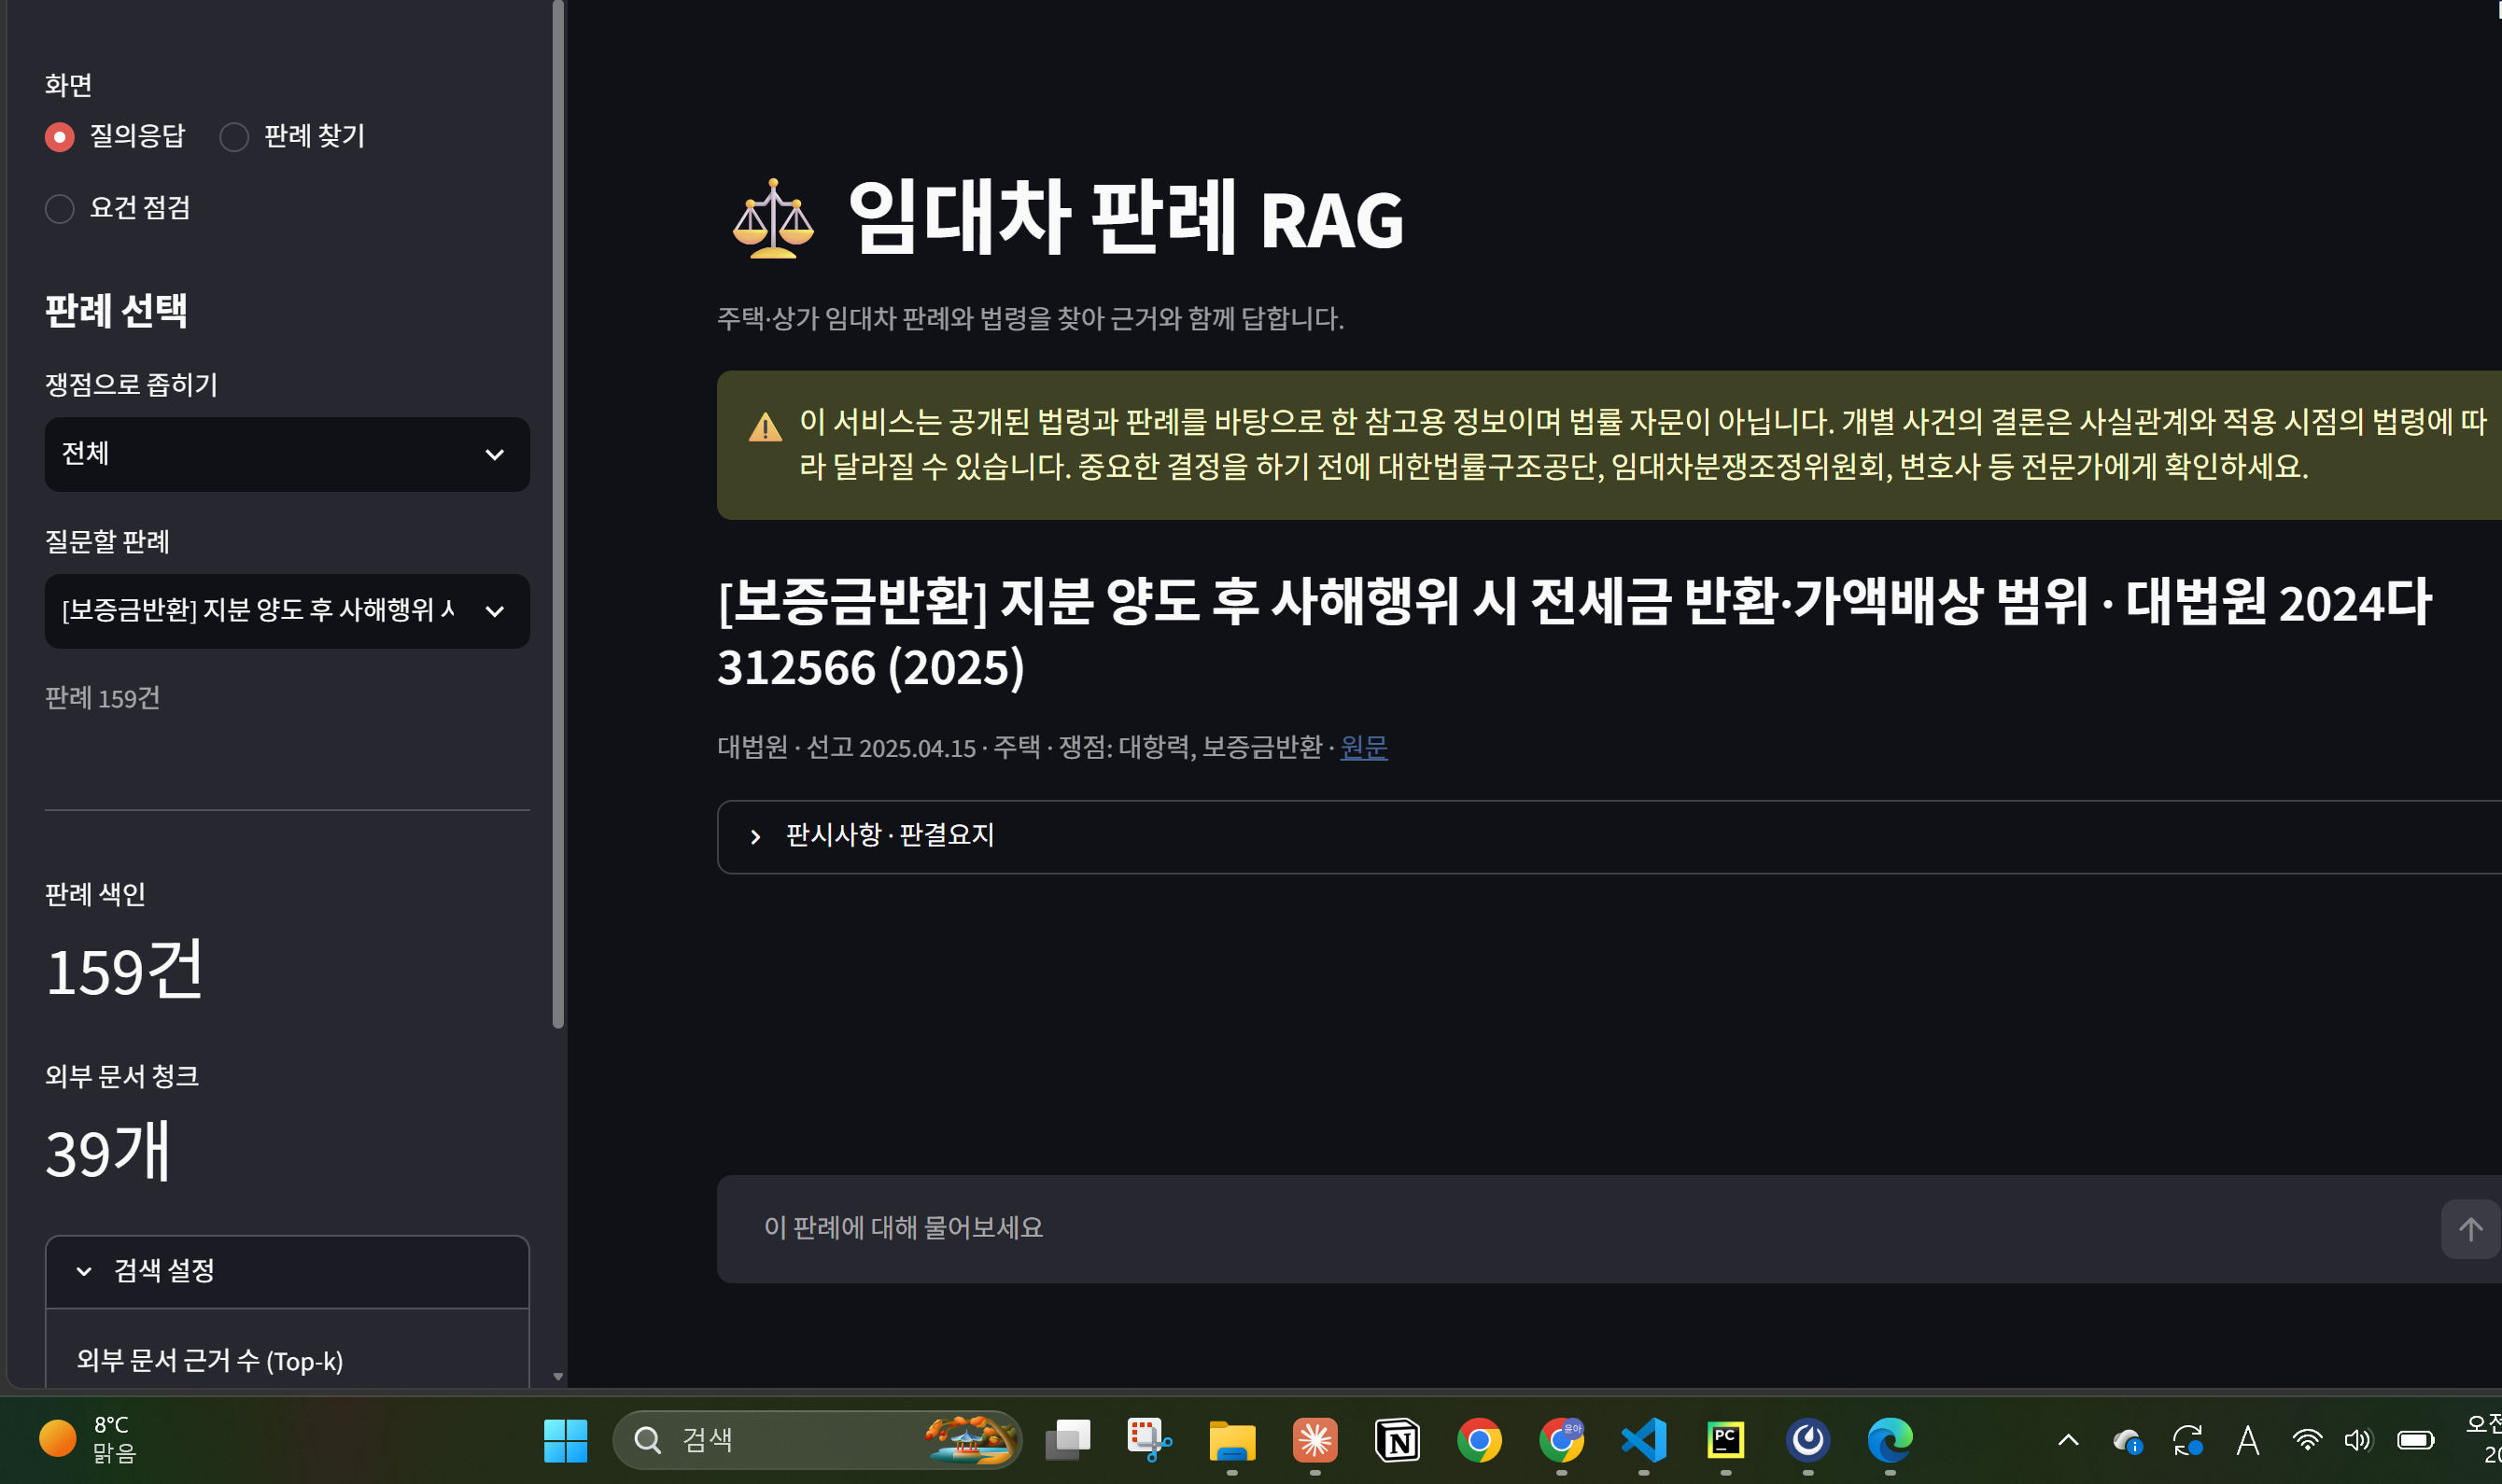 화면
질의응답
판례 찾기
요건 점검
판례 선택
쟁점으로 좁히기
전체
질문할 판례
[보증금반환] 지분 양도 후 사해행위
판례 159건
판례 색인
159건
외부 문서 청크
39개
검색 설정
외부 문서 근거 수 (Top-k)
임대차 판례 RAG
주택·상가 임대차 판례와 법령을 찾아 근거와 함께 답합니다.
이 서비스는 공개된 법령과 판례를 바탕으로 한 참고용 정보이며 법률 자문이 아닙니다. 개별 사건의 결론은 사실관계와 적용 시점의 법령에 따
라 달라질 수 있습니다. 중요한 결정을 하기 전에 대한법률구조공단, 임대차분쟁조정위원회, 변호사 등 전문가에게 확인하세요.
[보증금반환] 지분 양도 후 사해행위 시 전세금 반환·가액배상 범위 · 대법원 2024다
312566 (2025)
대법원 · 선고 2025.04.15 · 주택 · 쟁점: 대항력, 보증금반환 · 원문
판시사항 · 판결요지
이 판례에 대해 물어보세요
8°C
맑음
검색
윤아
PC
A